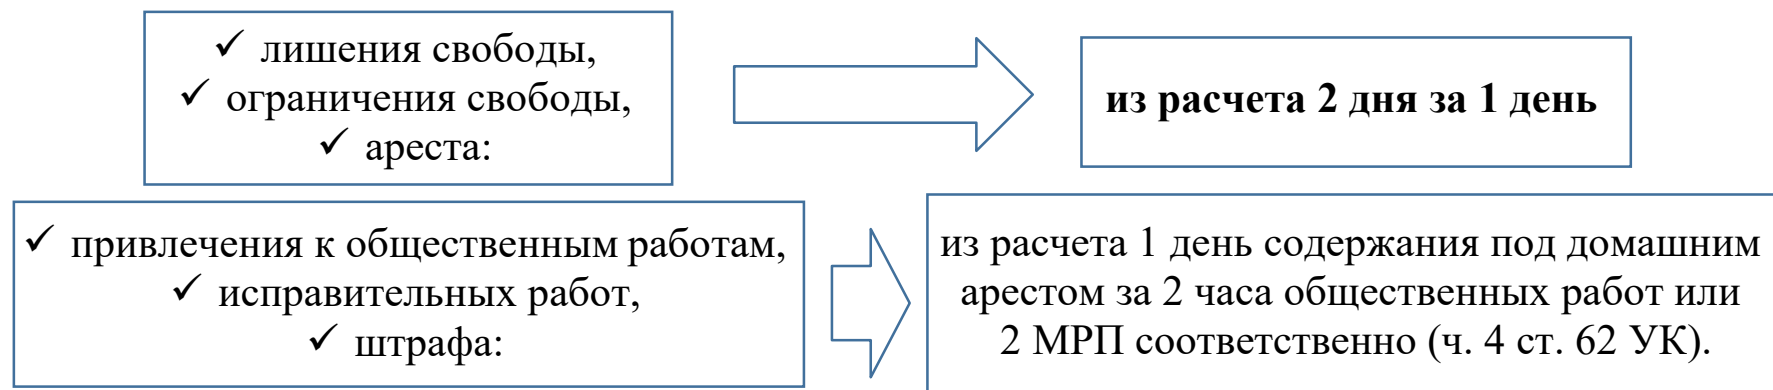 ✓ лишения свободы,
✓ ограничения свободы,
✓ ареста:
из расчета 2 дня за 1 день
✓ привлечения к общественным работам,
✓ исправительных работ,
✓ штрафа:
из расчета 1 день содержания под домашним
арестом за 2 часа общественных работ или
2 МРП соответственно (ч. 4 ст. 62 УК).